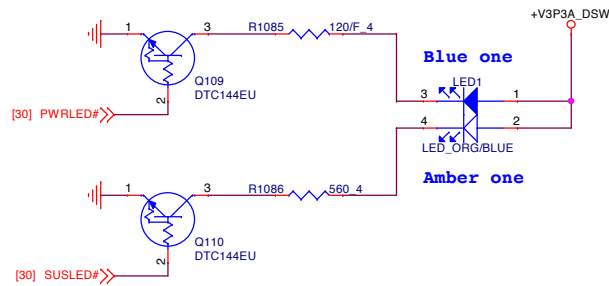 +V3P3A_DSW
1
3
R1085
120/F_4
Blue one
Q109
DTC144EU
LED1
2
3
1
[30] PWRLED#
4
2
LED_ORG/BLUE
Amber one
1
3
R1086
560_4
Q110
DTC144EU
2
[30] SUSLED#